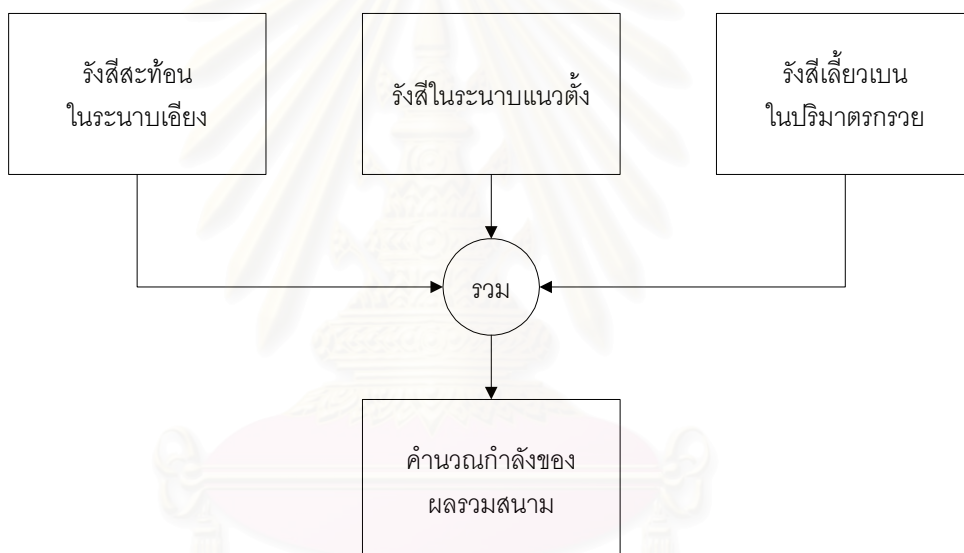 รังสีสะท้อน
ในระนาบเอียง
รังสีในระนาบแนวตั้ง
รังสีเลี้ยวเบน
ในปริมาตรกรวย
รวม
คำนวณกำลังของ
ผลรวมสนาม